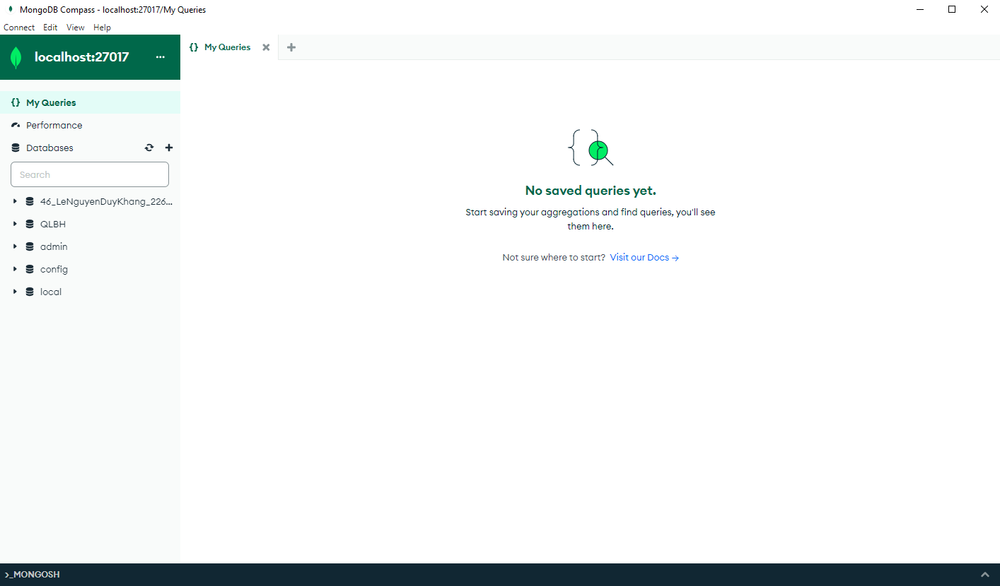 MongoDB Compass - localhost:27017/My Queries
Connect Edit View Help
localhost:27017 ...
{} My Queries
{} My Queries
Performance
Databases
Search
46_LeNguyenDuyKhang_226...
QLBH
admin
config
local
No saved queries yet.
Start saving your aggregations and find queries, you'll see
them here.
Not sure where to start? Visit our Docs →
>_MONGOSH